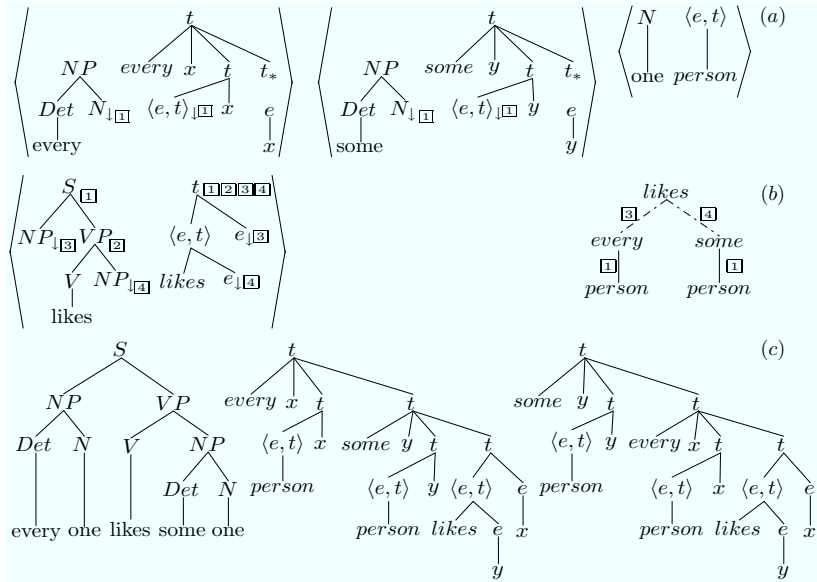 t t N ⟨e, t⟩ (a)
NP every x t t* NP some y t t*
one person
Det N↓1 ⟨e, t⟩↓1 x e Det N↓1 ⟨e, t⟩↓1 y e
every x some y
S1 t1234 likes (b)
3 4
NP↓3 VP2 ⟨e, t⟩ e↓3 every some
1 1
V NP↓4 likes e↓4 person person
likes
S t t (c)
NP VP every x t some y t
Det N V NP ⟨e, t⟩ x some y t t ⟨e, t⟩ y every x t t
Det N person ⟨e, t⟩ y ⟨e, t⟩ e person ⟨e, t⟩ x ⟨e, t⟩ e
every one likes some one person likes e x person likes e x
y y